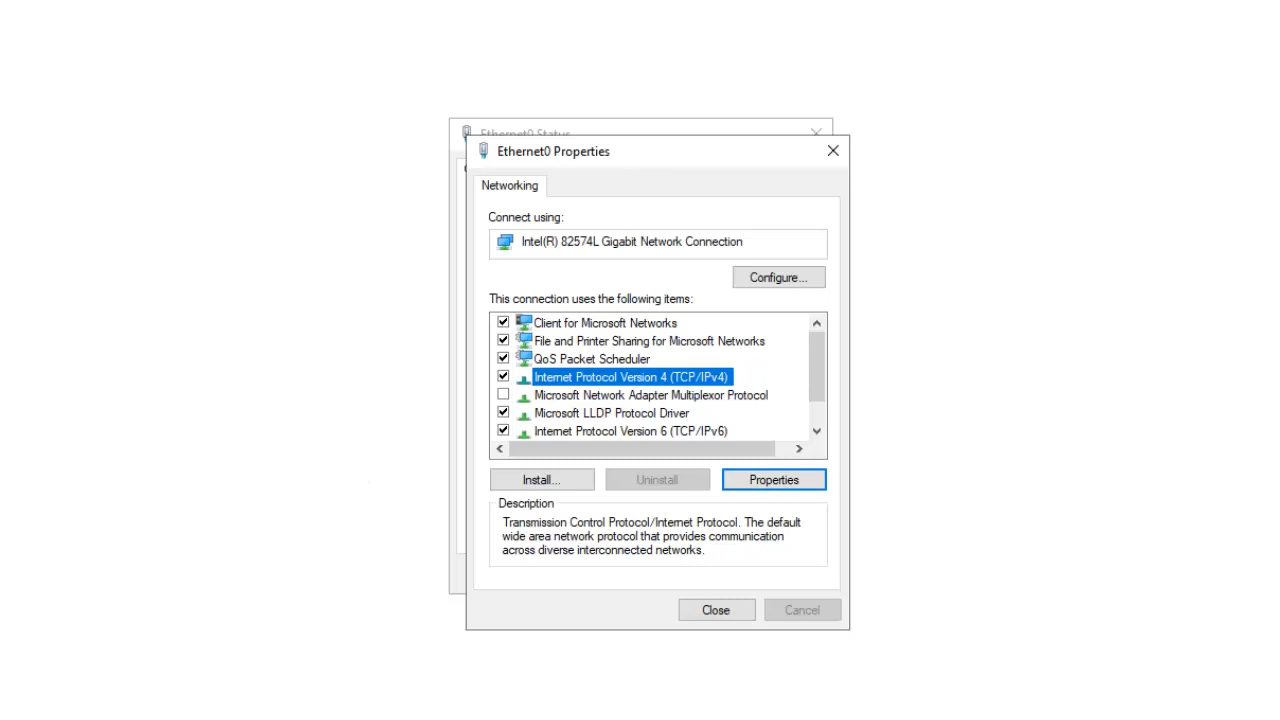 Ethernet0 Status
Ethernet0 Properties
Networking
Connect using:
Intel(R) 82574L Gigabit Network Connection
Configure...
This connection uses the following items:
Client for Microsoft Networks
File and Printer Sharing for Microsoft Networks
QoS Packet Scheduler
Internet Protocol Version 4 (TCP/IPv4)
Microsoft Network Adapter Multiplexor Protocol
Microsoft LLDP Protocol Driver
Internet Protocol Version 6 (TCP/IPv6)
Install...
Uninstall
Properties
Description
Transmission Control Protocol/Internet Protocol. The default
wide area network protocol that provides communication
across diverse interconnected networks.
Close
Cancel